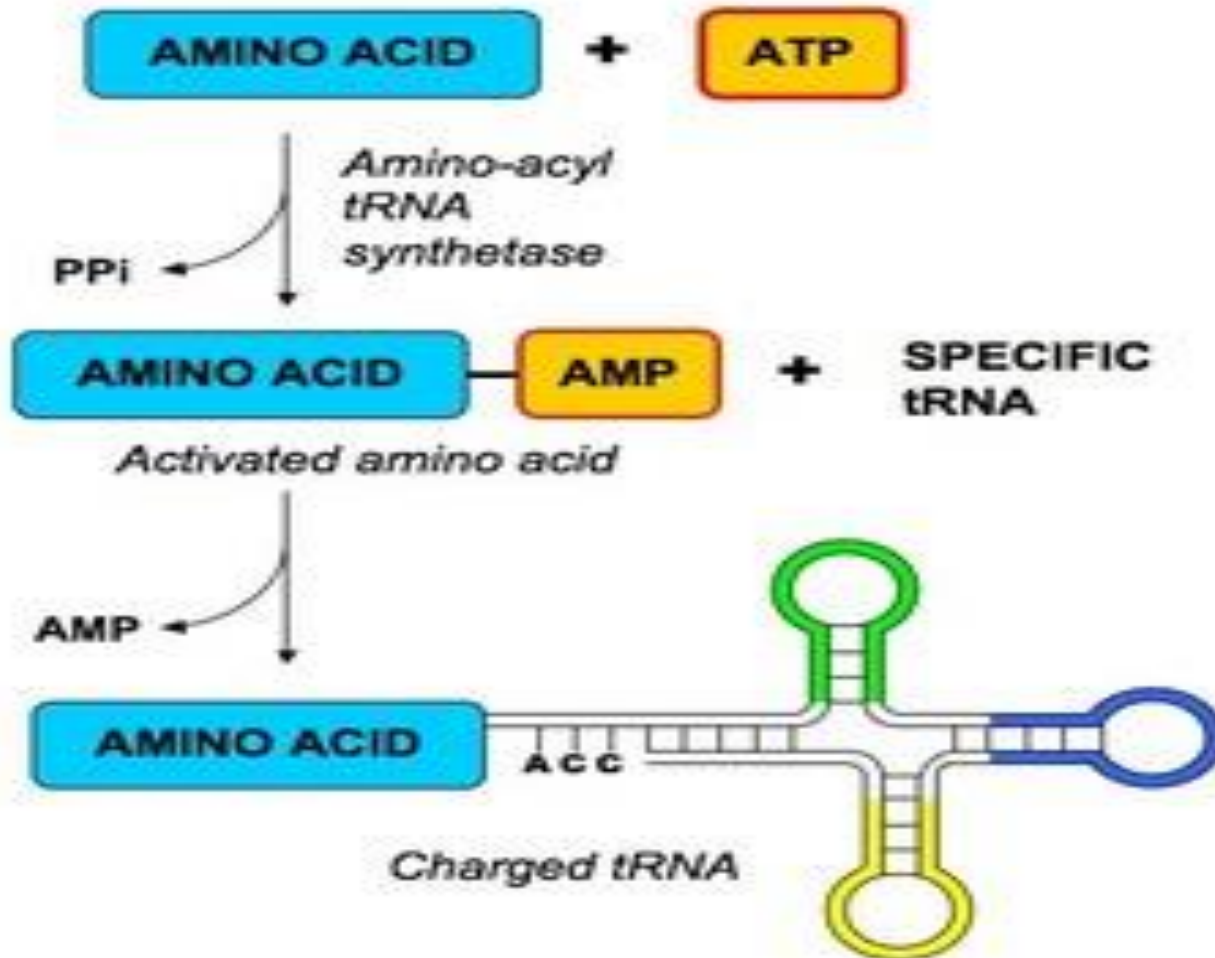 AMINO ACID + ATP
Amino-acyl
tRNA
synthetase
PPi
AMINO ACID AMP + SPECIFIC
tRNA
Activated amino acid
AMP
AMINO ACID
A C C
Charged tRNA